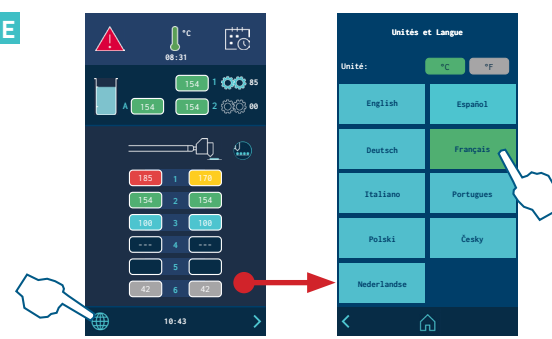 E
°C
08:31
154 1 85
A 154 154 2 00
185 1 170
154 2 154
100 3 100
--- 4 ---
5
42 6 42
10:43
Unités et Langue
Unité: °C °F
English Español
Deutsch Français
Italiano Portugues
Polski Česky
Nederlandse